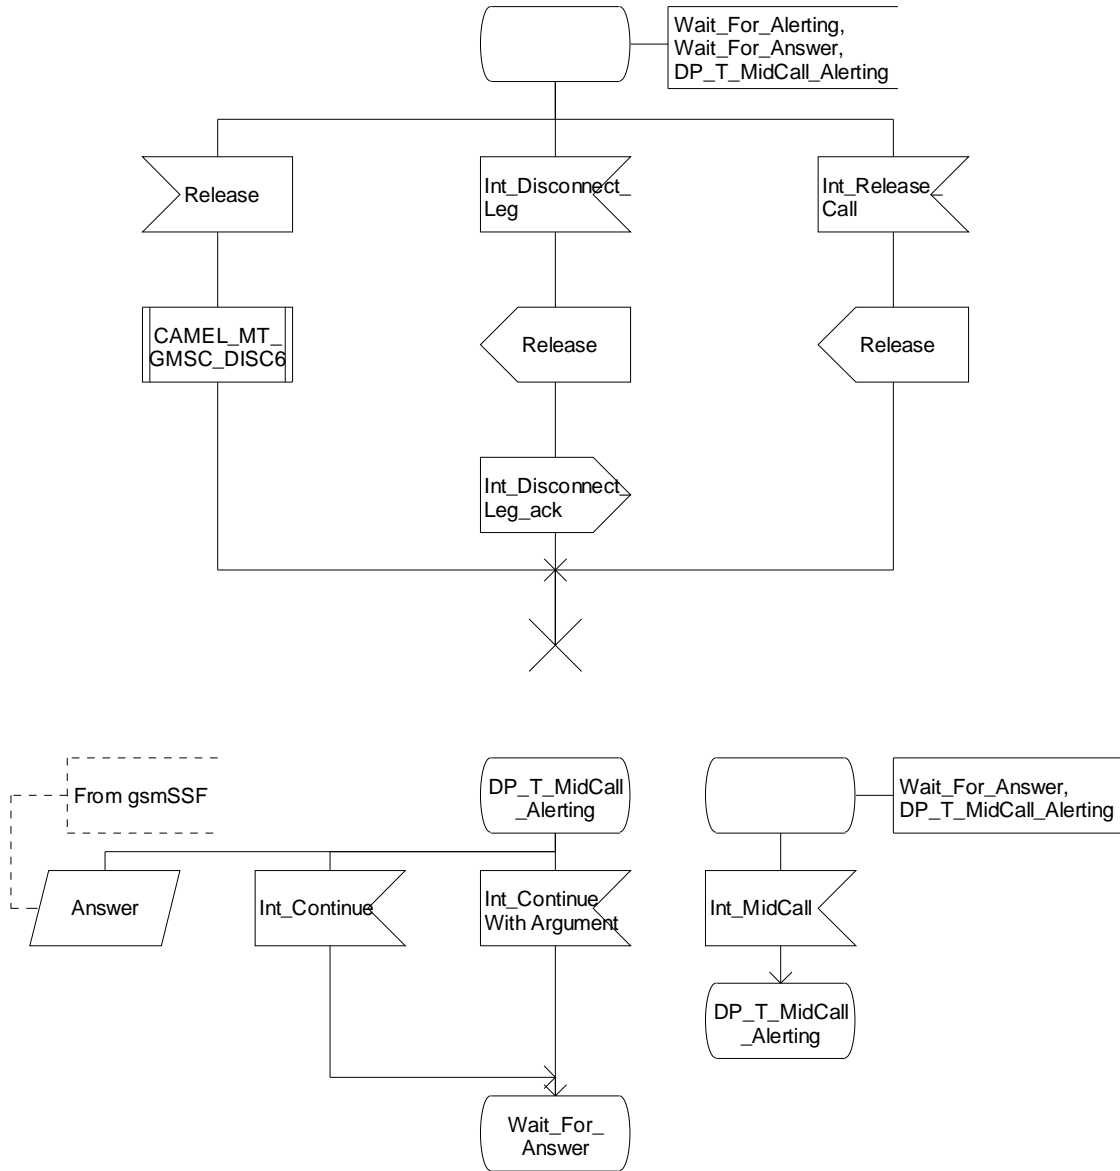 Wait_For_Alerting,
Wait_For_Answer,
DP_T_MidCall_Alerting
Release
Int_Disconnect_
Leg
Int_Release_
Call
CAMEL_MT_
GMSC_DISC6
Release
Release
Int_Disconnect_
Leg_ack
From gsmSSF
DP_T_MidCall
_Alerting
Wait_For_Answer,
DP_T_MidCall_Alerting
Answer
Int_Continue
Int_Continue_
With Argument
Int_MidCall
DP_T_MidCall
_Alerting
Wait_For_
Answer